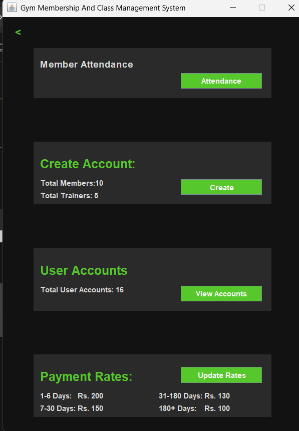 Gym Membership And Class Management System
<
Member Attendance
Attendance
Create Account:
Total Members:10
Create
Total Trainers: 5
User Accounts
Total User Accounts: 16
View Accounts
Payment Rates:
Update Rates
1-6 Days: Rs. 200 31-180 Days: Rs. 130
7-30 Days: Rs. 150 180+ Days: Rs. 100